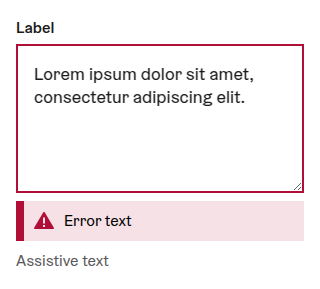 Label
Lorem ipsum dolor sit amet,
consectetur adipiscing elit.
Error text
Assistive text